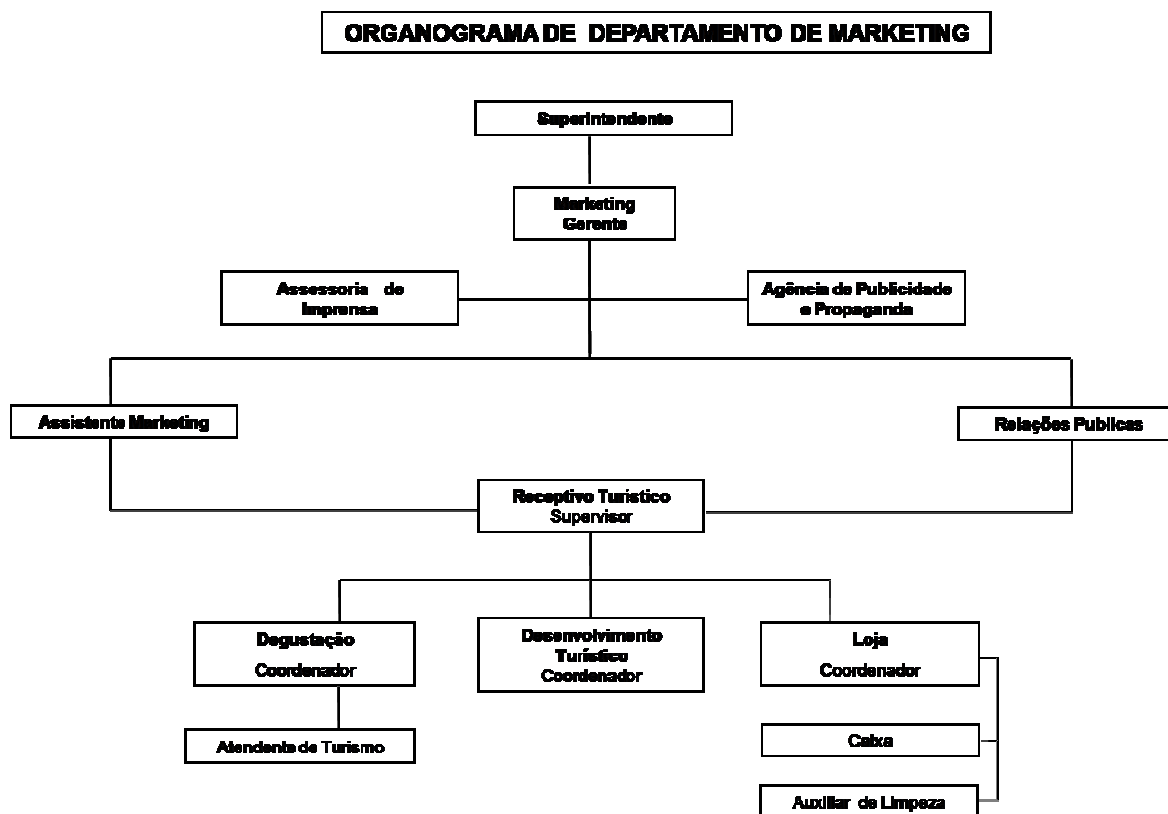 ORGANOGRAMA DE DEPARTAMENTO DE MARKETING
Superintendente
Marketing
Gerente
Assessoria de
Imprensa
Agência de Publicidade
e Propaganda
Assistente Marketing
Relações Publicas
Receptivo Turístico
Supervisor
Degustação
Coordenador
Desenvolvimento
Turístico
Coordenador
Loja
Coordenador
Atendente de Turismo
Caixa
Auxiliar de Limpeza